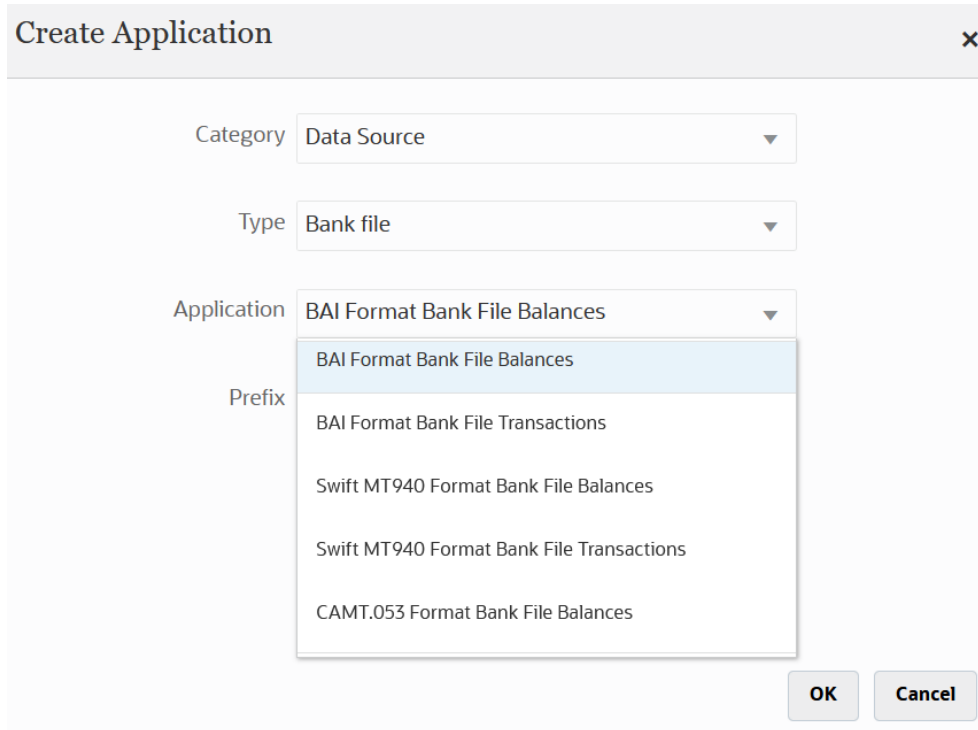 Create Application
×
Category Data Source
Type Bank file
Application BAI Format Bank File Balances
BAI Format Bank File Balances
Prefix
BAI Format Bank File Transactions
Swift MT940 Format Bank File Balances
Swift MT940 Format Bank File Transactions
CAMT.053 Format Bank File Balances
OK Cancel